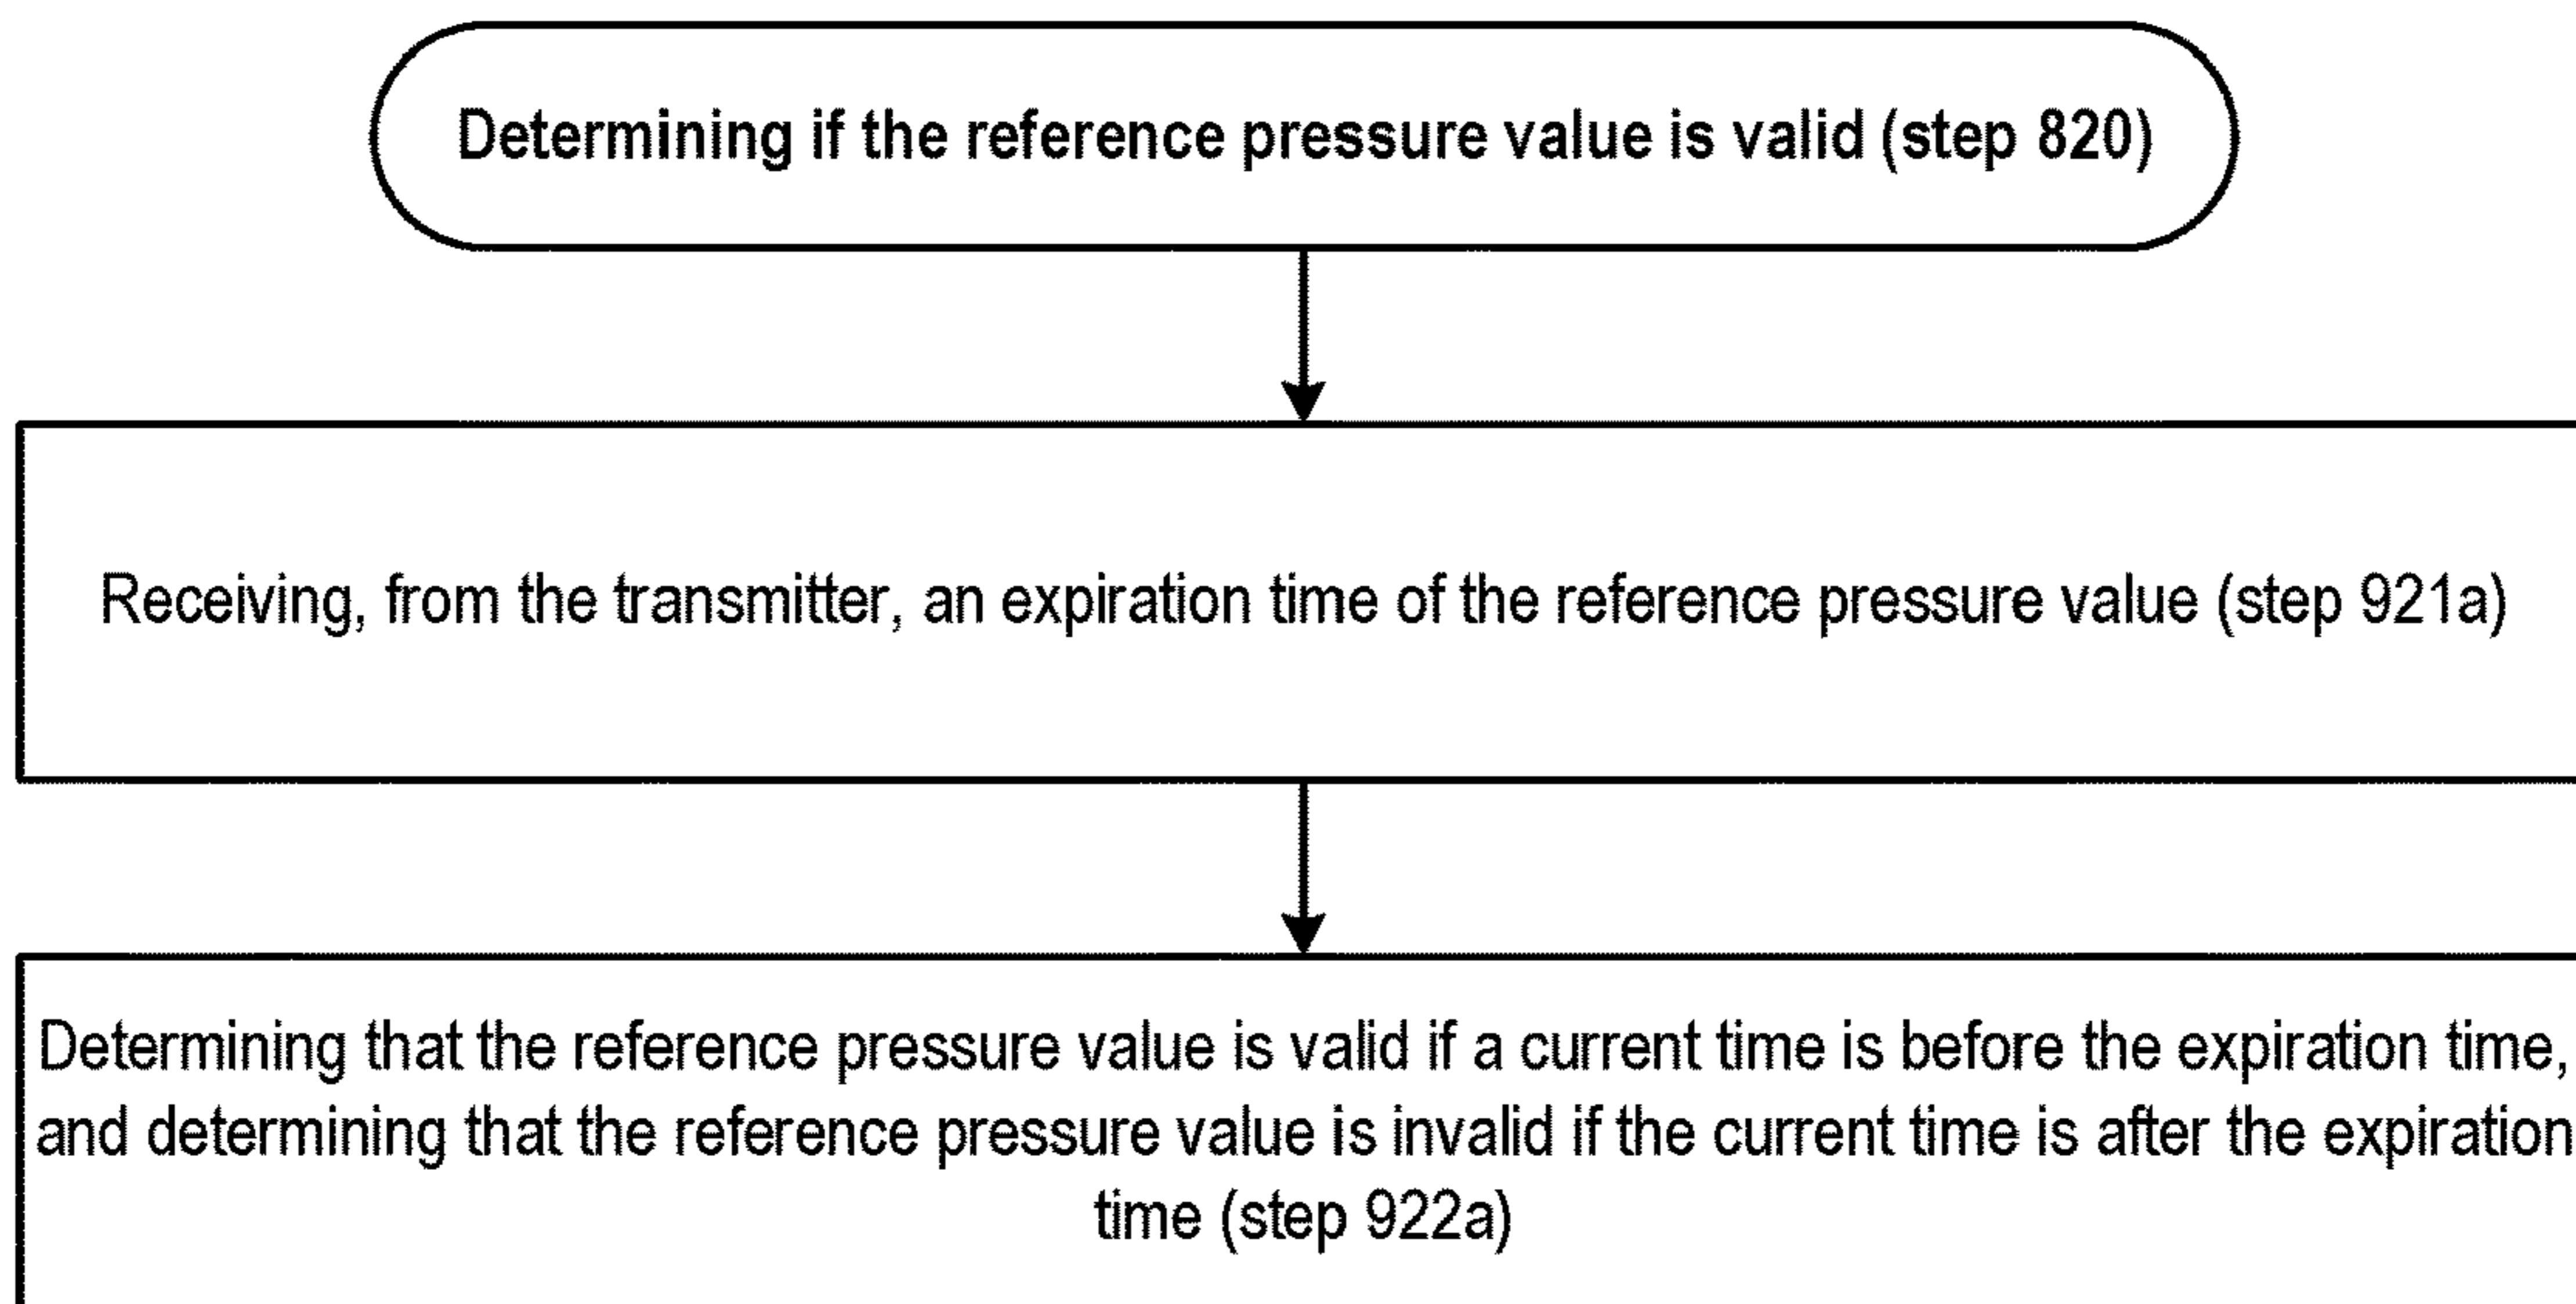 Determining if the reference pressure value is valid (step 820)
Receiving, from the transmitter, an expiration time of the reference pressure value (step 921a)
Determining that the reference pressure value is valid if a current time is before the expiration time,
and determining that the reference pressure value is invalid if the current time is after the expiration
time (step 922a)